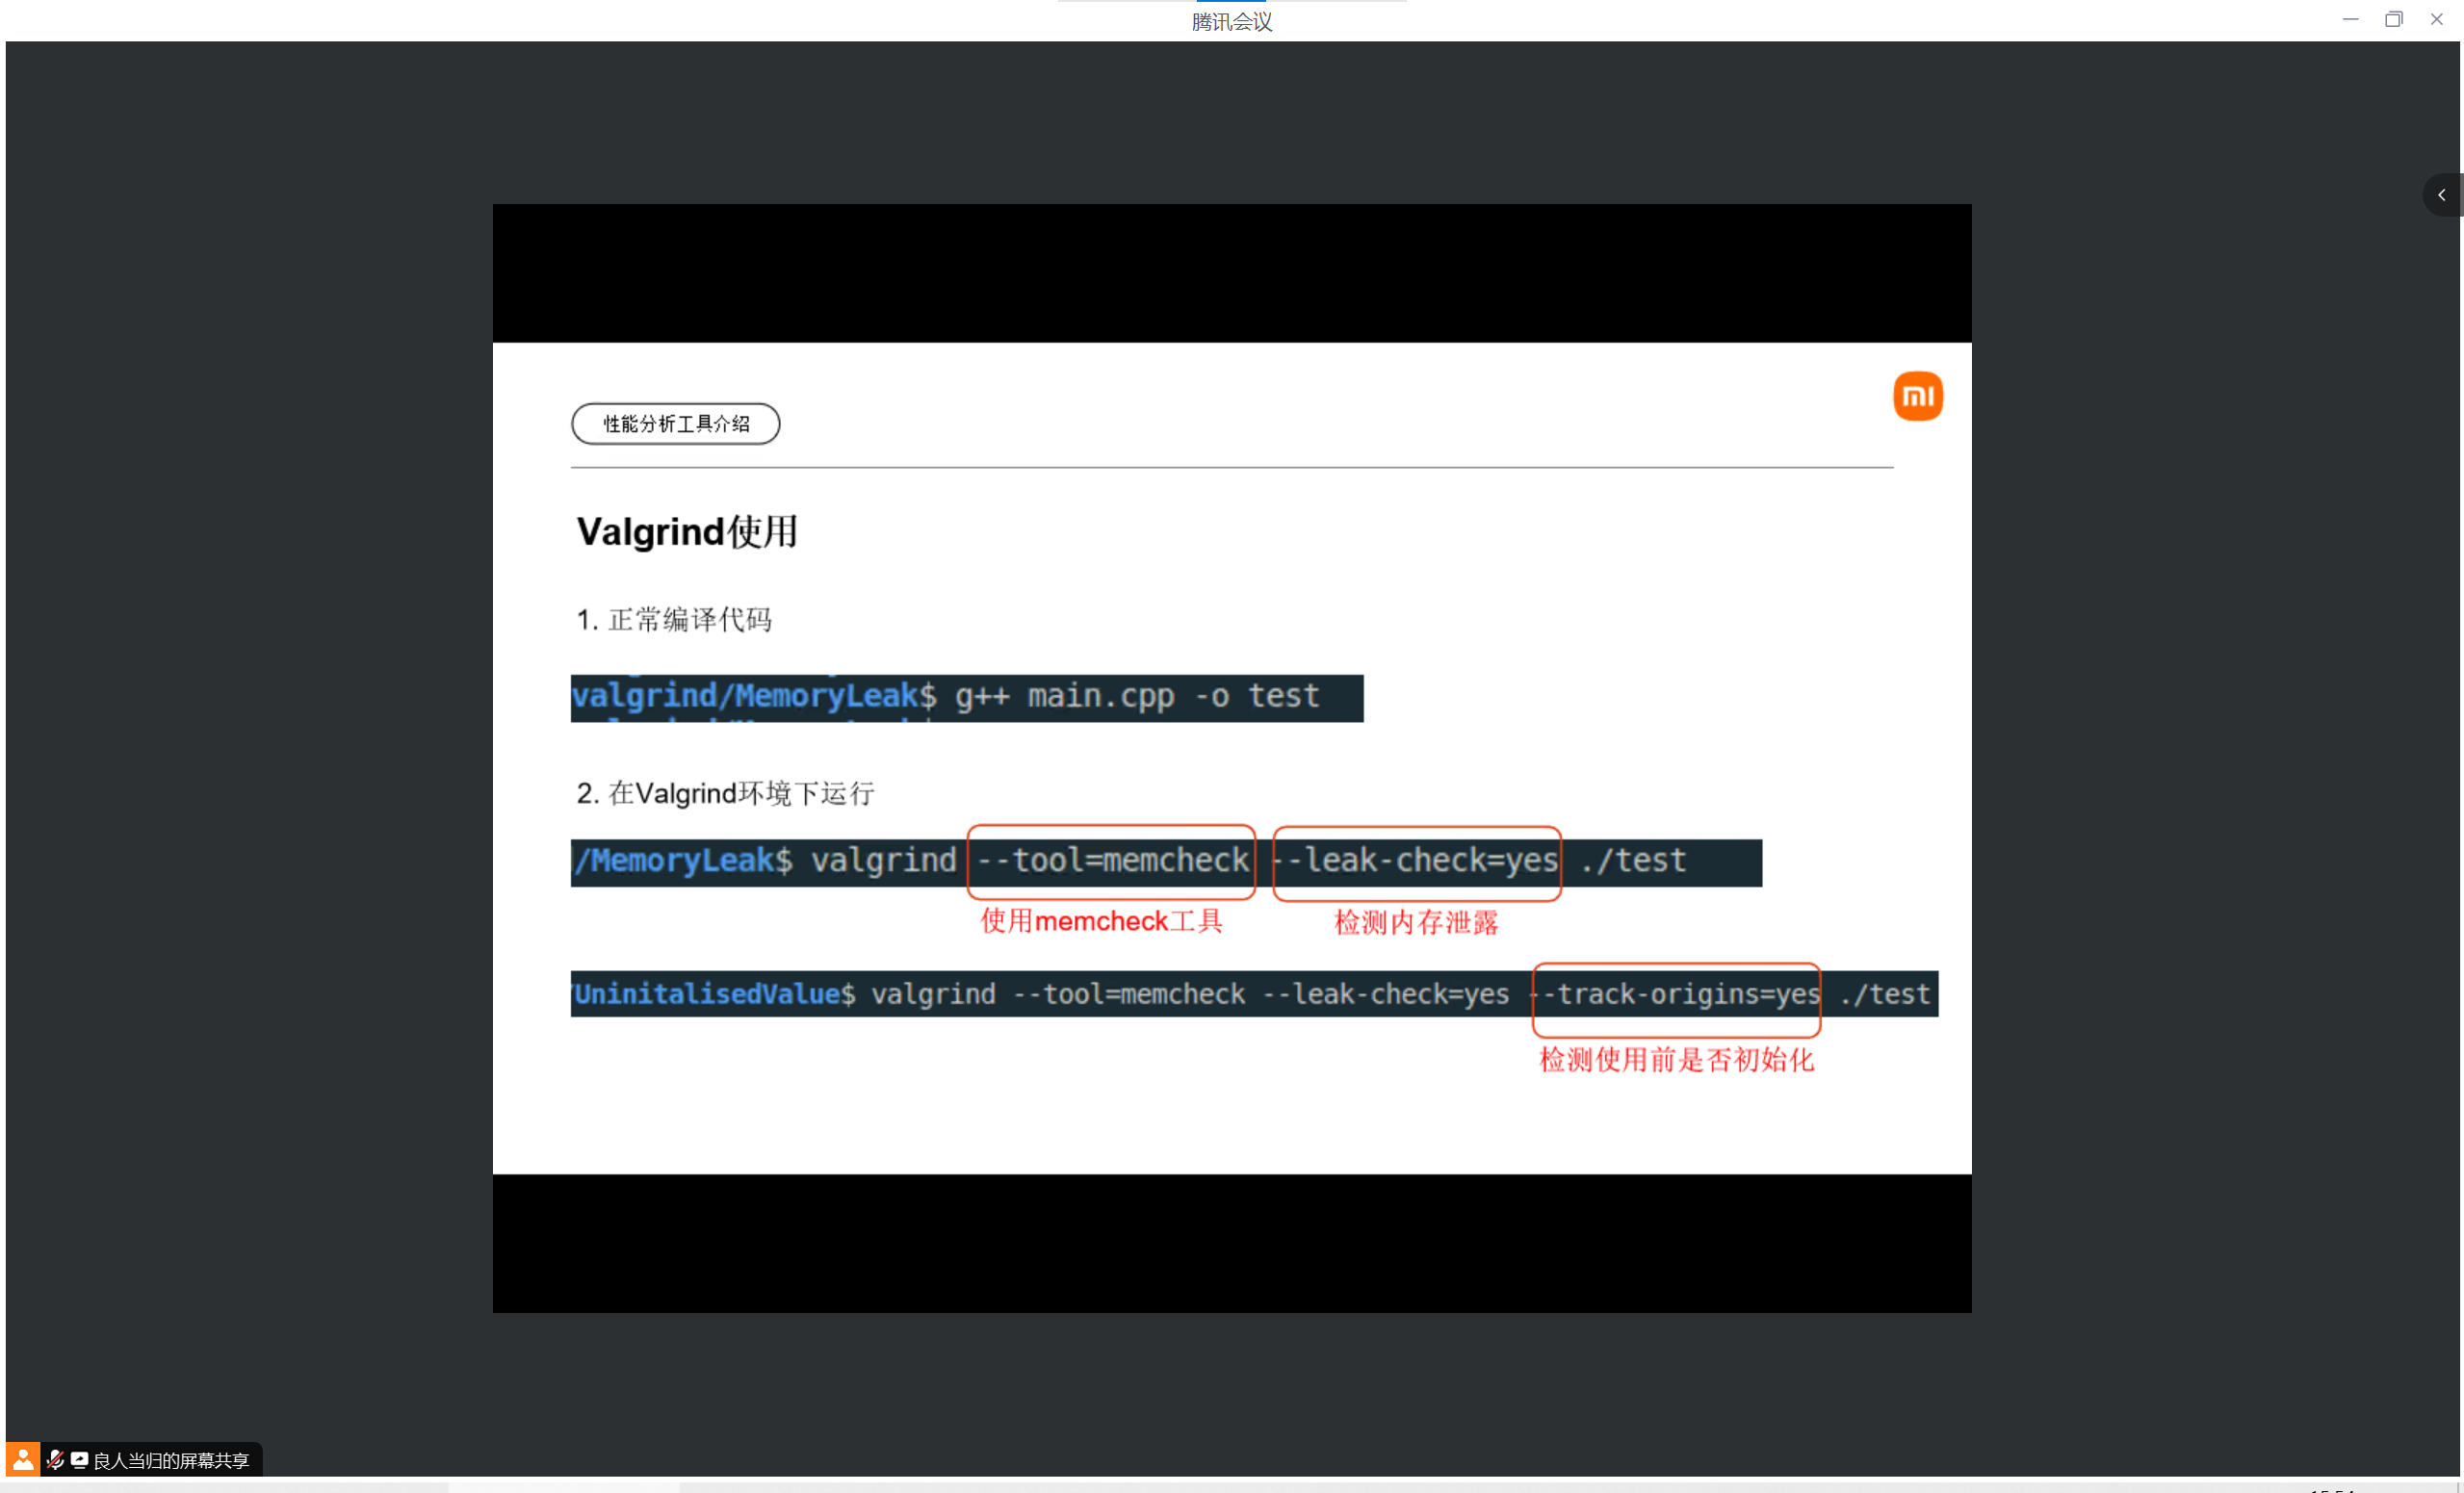 腾讯会议
性能分析工具介绍
Valgrind使用
1. 正常编译代码
valgrind/MemoryLeak$ g++ main.cpp -o test
2. 在Valgrind环境下运行
/MemoryLeak$ valgrind --tool=memcheck --leak-check=yes ./test
使用memcheck工具 检测内存泄露
UninitalisedValue$ valgrind --tool=memcheck --leak-check=yes --track-origins=yes ./test
检测使用前是否初始化
良人当归的屏幕共享